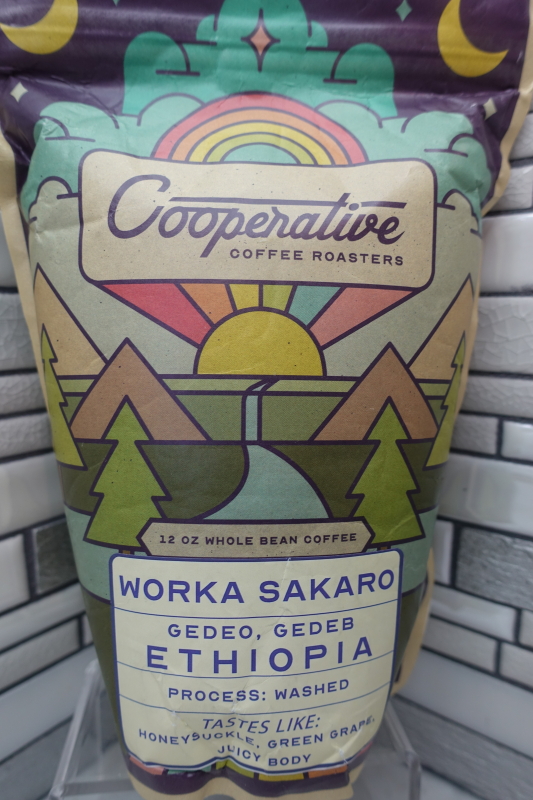 Cooperative
COFFEE ROASTERS
12 OZ WHOLE BEAN COFFEE
WORKA SAKARO
GEDEO, GEDEB
ETHIOPIA
PROCESS: WASHED
TASTES LIKE:
HONEYSUCKLE, GREEN GRAPE,
JUICY BODY